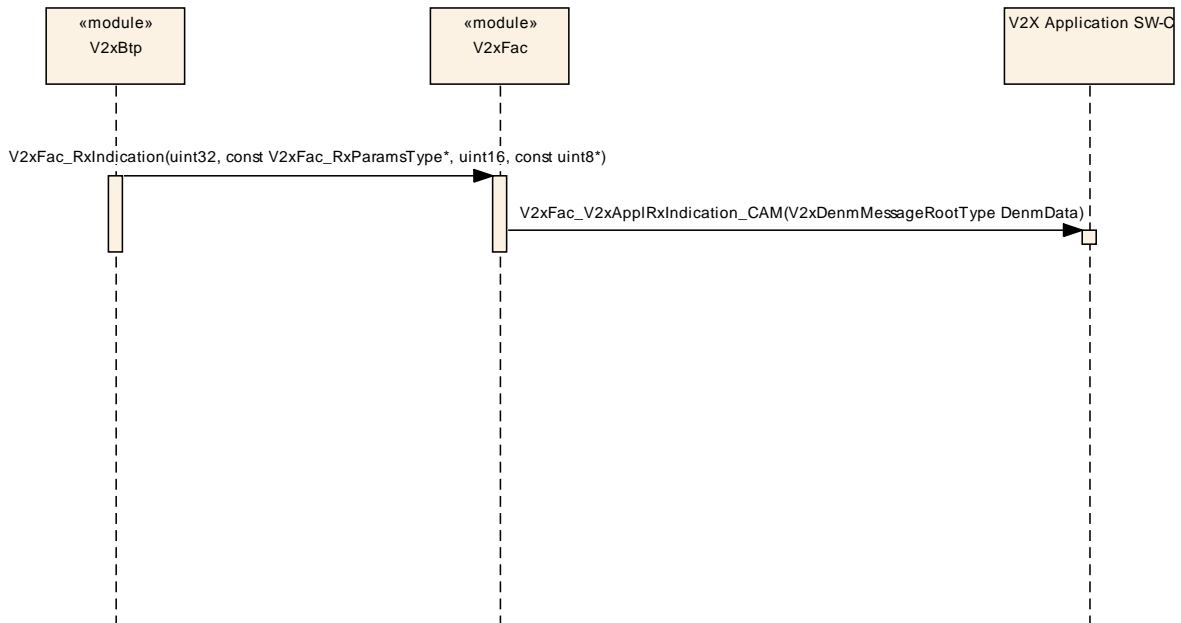 «module»
V2xBtp
«module»
V2xFac
V2X Application SW-C
V2xFac_RxIndication(uint32, const V2xFac_RxParamsType*, uint16, const uint8*)
V2xFac_V2xApplRxIndication_CAM(V2xDenmMessageRootType DenmData)